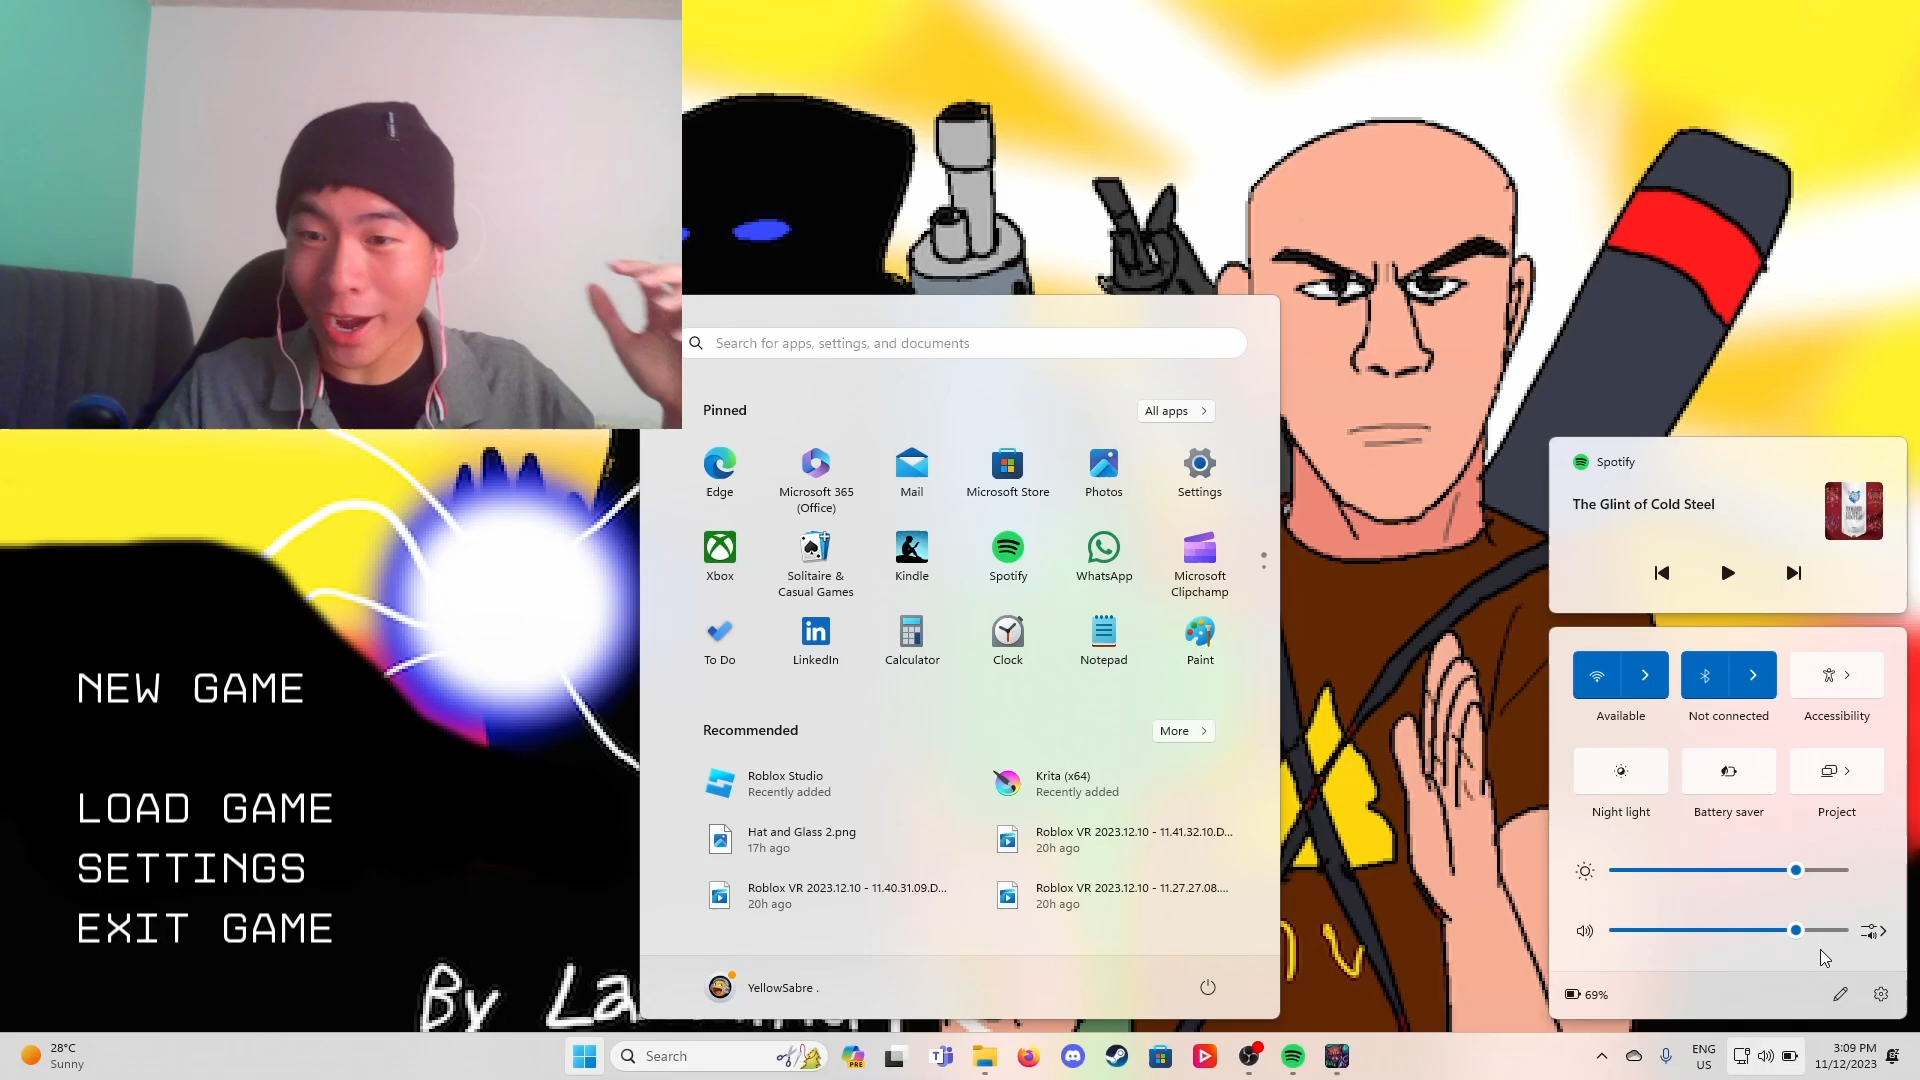 Search for apps, settings, and documents
Pinned
All apps
Edge
Microsoft 365
(Office)
Mail
Microsoft Store
Photos
Settings
Xbox
Solitaire &
Casual Games
Kindle
Spotify
WhatsApp
Microsoft
Clipchamp
To Do
LinkedIn
Calculator
Clock
Notepad
Paint
Recommended
More
Roblox Studio
Recently added
Krita (x64)
Recently added
Hat and Glass 2.png
17h ago
Roblox VR 2023.12.10 - 11.41.32.10.D...
20h ago
Roblox VR 2023.12.10 - 11.40.31.09.D...
20h ago
Roblox VR 2023.12.10 - 11.27.27.08....
20h ago
YellowSabre .
NEW GAME
LOAD GAME
SETTINGS
EXIT GAME
By La
Spotify
The Glint of Cold Steel
Available
Not connected
Accessibility
Night light
Battery saver
Project
69%
28°C
Sunny
Search
PRE
ENG
US
3:09 PM
11/12/2023